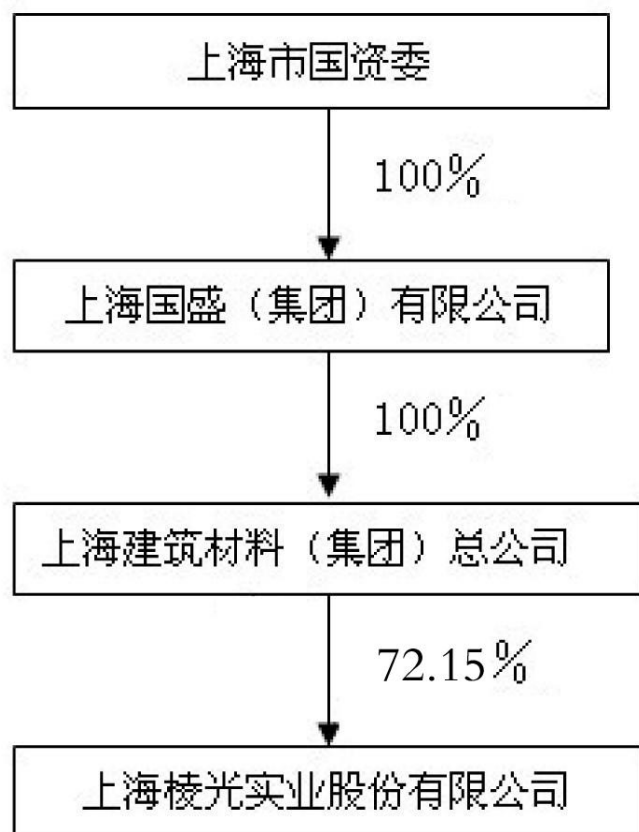 上海市国资委
100%
上海国盛（集团）有限公司
100%
上海建筑材料（集团）总公司
72.15%
上海棱光实业股份有限公司